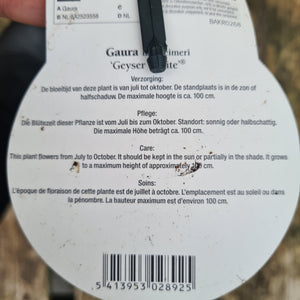 A Gaura
B NL 642523558
C
D NL
BAKR02/08
Gaura
'Geyser
Verzorging:
De bloeitijd van deze plant is van juli tot oktober. De standplaats is in de zon of
halfschaduw. De maximale hoogte is ca. 100 cm.
Pflege:
Die Blütezeit dieser Pflanze ist vom Juli bis zum Oktober. Standort: sonnig oder halbschattig.
Die maximale Höhe beträgt ca. 100 cm.
Care:
This plant flowers from July to October. It should be kept in the sun or partially in the shade. It grows
to a maximum height of approximately 100 cm.
Soins:
L'époque de floraison de cette plante est de juillet à octobre. L'emplacement est au soleil ou dans
la pénombre. La hauteur maximum est d'environ 100 cm.
5 413953 028925